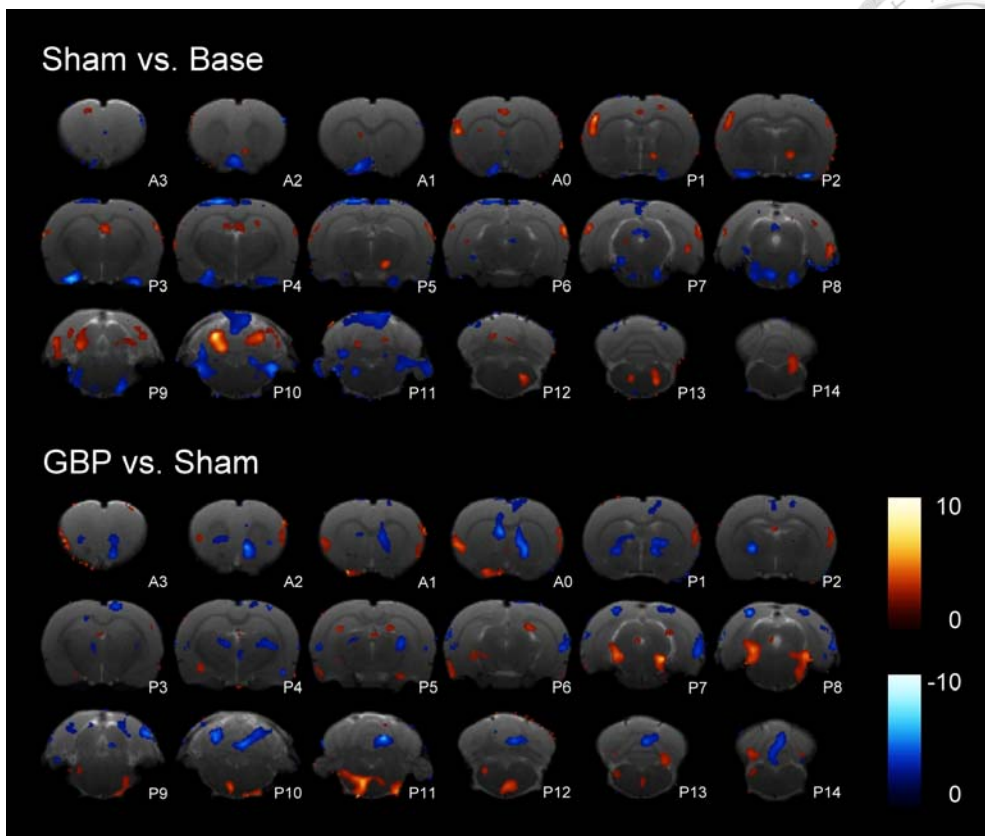 Sham vs. Base
A3 A2 A1 A0 P1 P2
P3 P4 P5 P6 P7 P8
P9 P10 P11 P12 P13 P14
GBP vs. Sham
A3 A2 A1 A0 P1 P2
10
0
P3 P4 P5 P6 P7 P8
-10
P9 P10 P11 P12 P13 P14
0